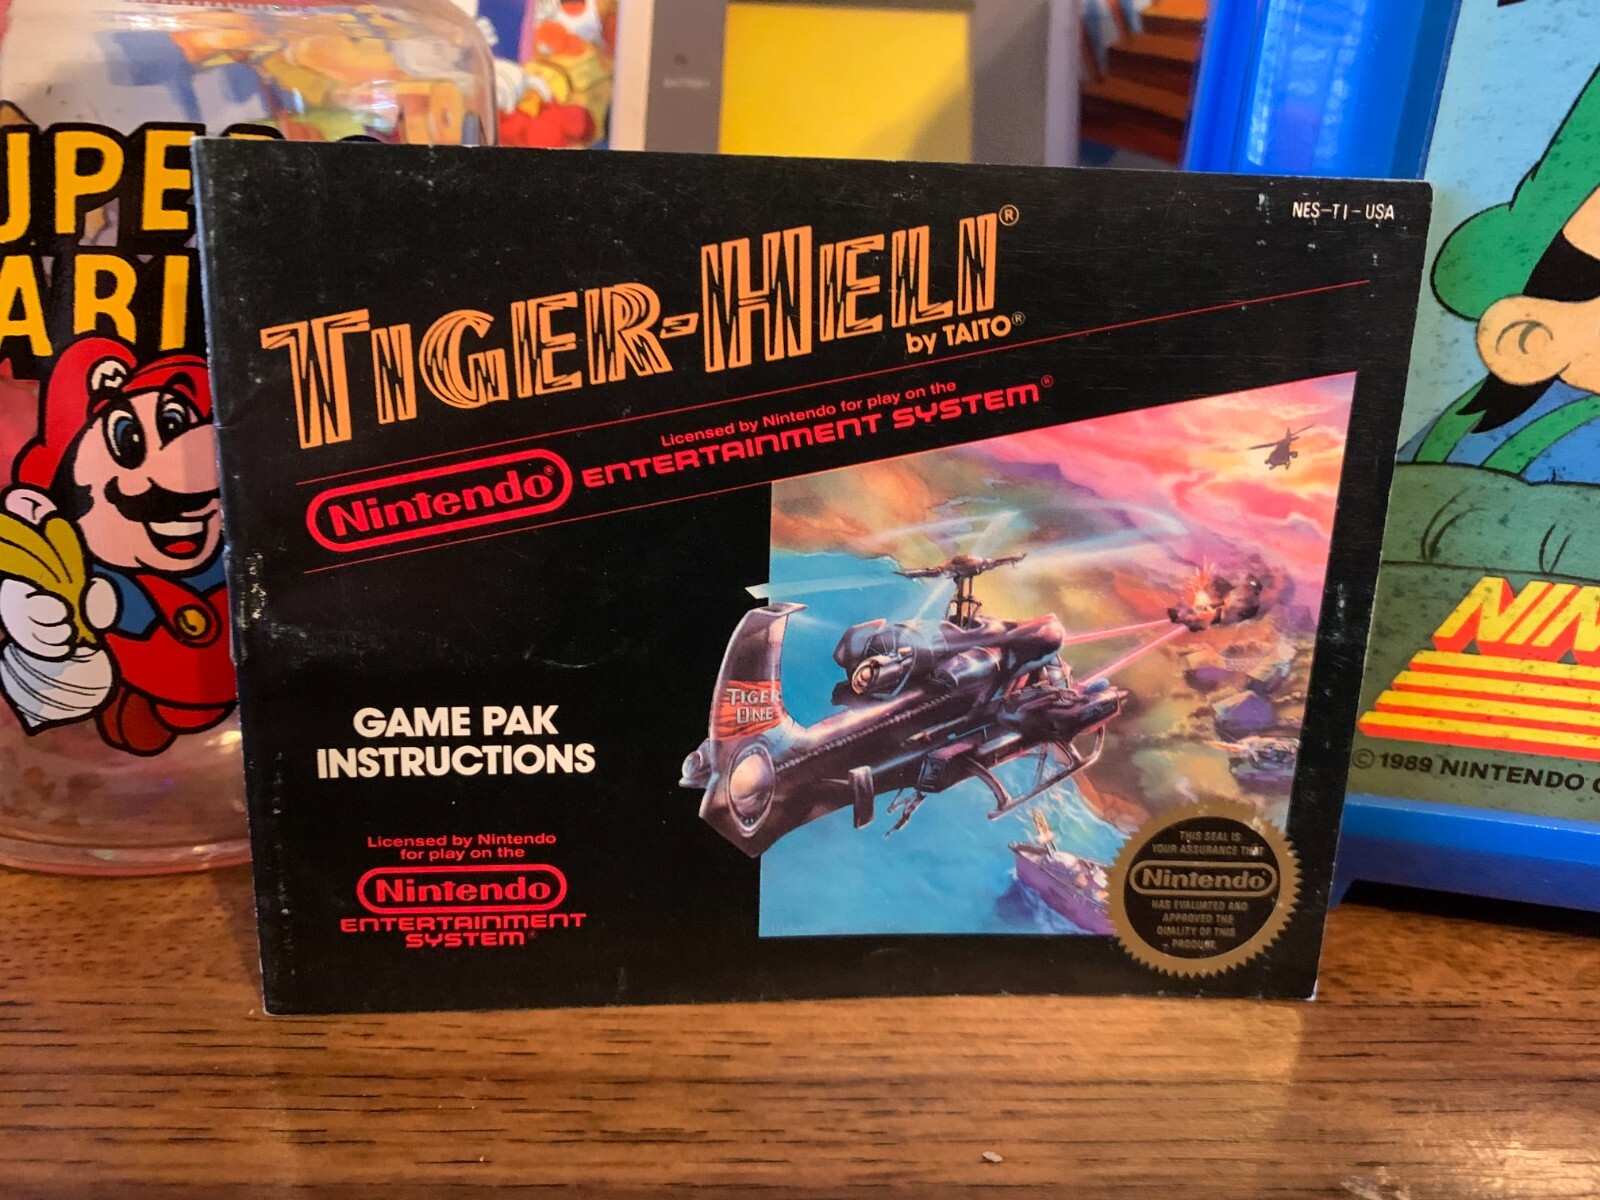 UPER
ARI
M
NES-TI-USA
TIGER-HELI®
by TAITO®
Licensed by Nintendo for play on the
Nintendo® ENTERTAINMENT SYSTEM®
TIGER
ONE
GAME PAK
INSTRUCTIONS
Licensed by Nintendo
for play on the
Nintendo
ENTERTAINMENT
SYSTEM®
THIS SEAL IS
YOUR ASSURANCE THAT
Nintendo
HAS EVALUATED AND
APPROVED THE
QUALITY OF THIS
PRODUCT.
NIN
© 1989 NINTENDO